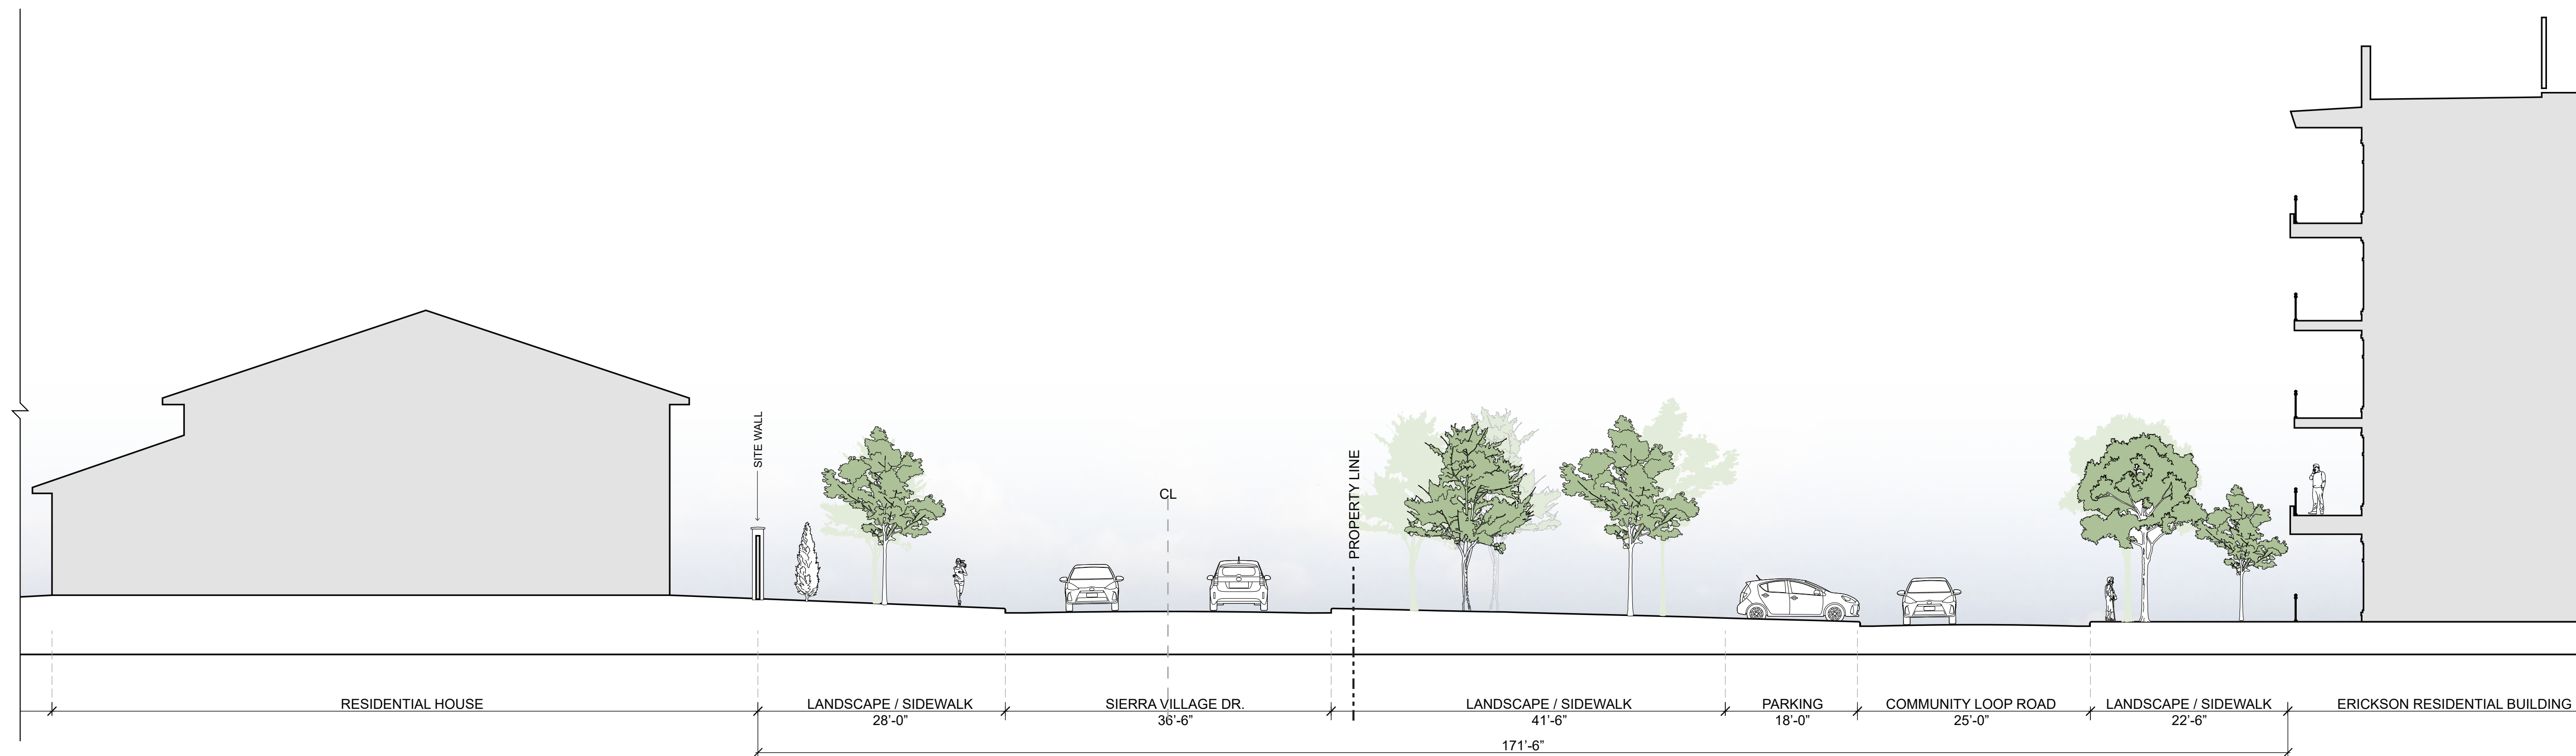 SITE WALL
CL
PROPERTY LINE
RESIDENTIAL HOUSE
LANDSCAPE / SIDEWALK
28'-0"
SIERRA VILLAGE DR.
36'-6"
LANDSCAPE / SIDEWALK
41'-6"
PARKING
18'-0"
COMMUNITY LOOP ROAD
25'-0"
LANDSCAPE / SIDEWALK
22'-6"
ERICKSON RESIDENTIAL BUILDING
171'-6"